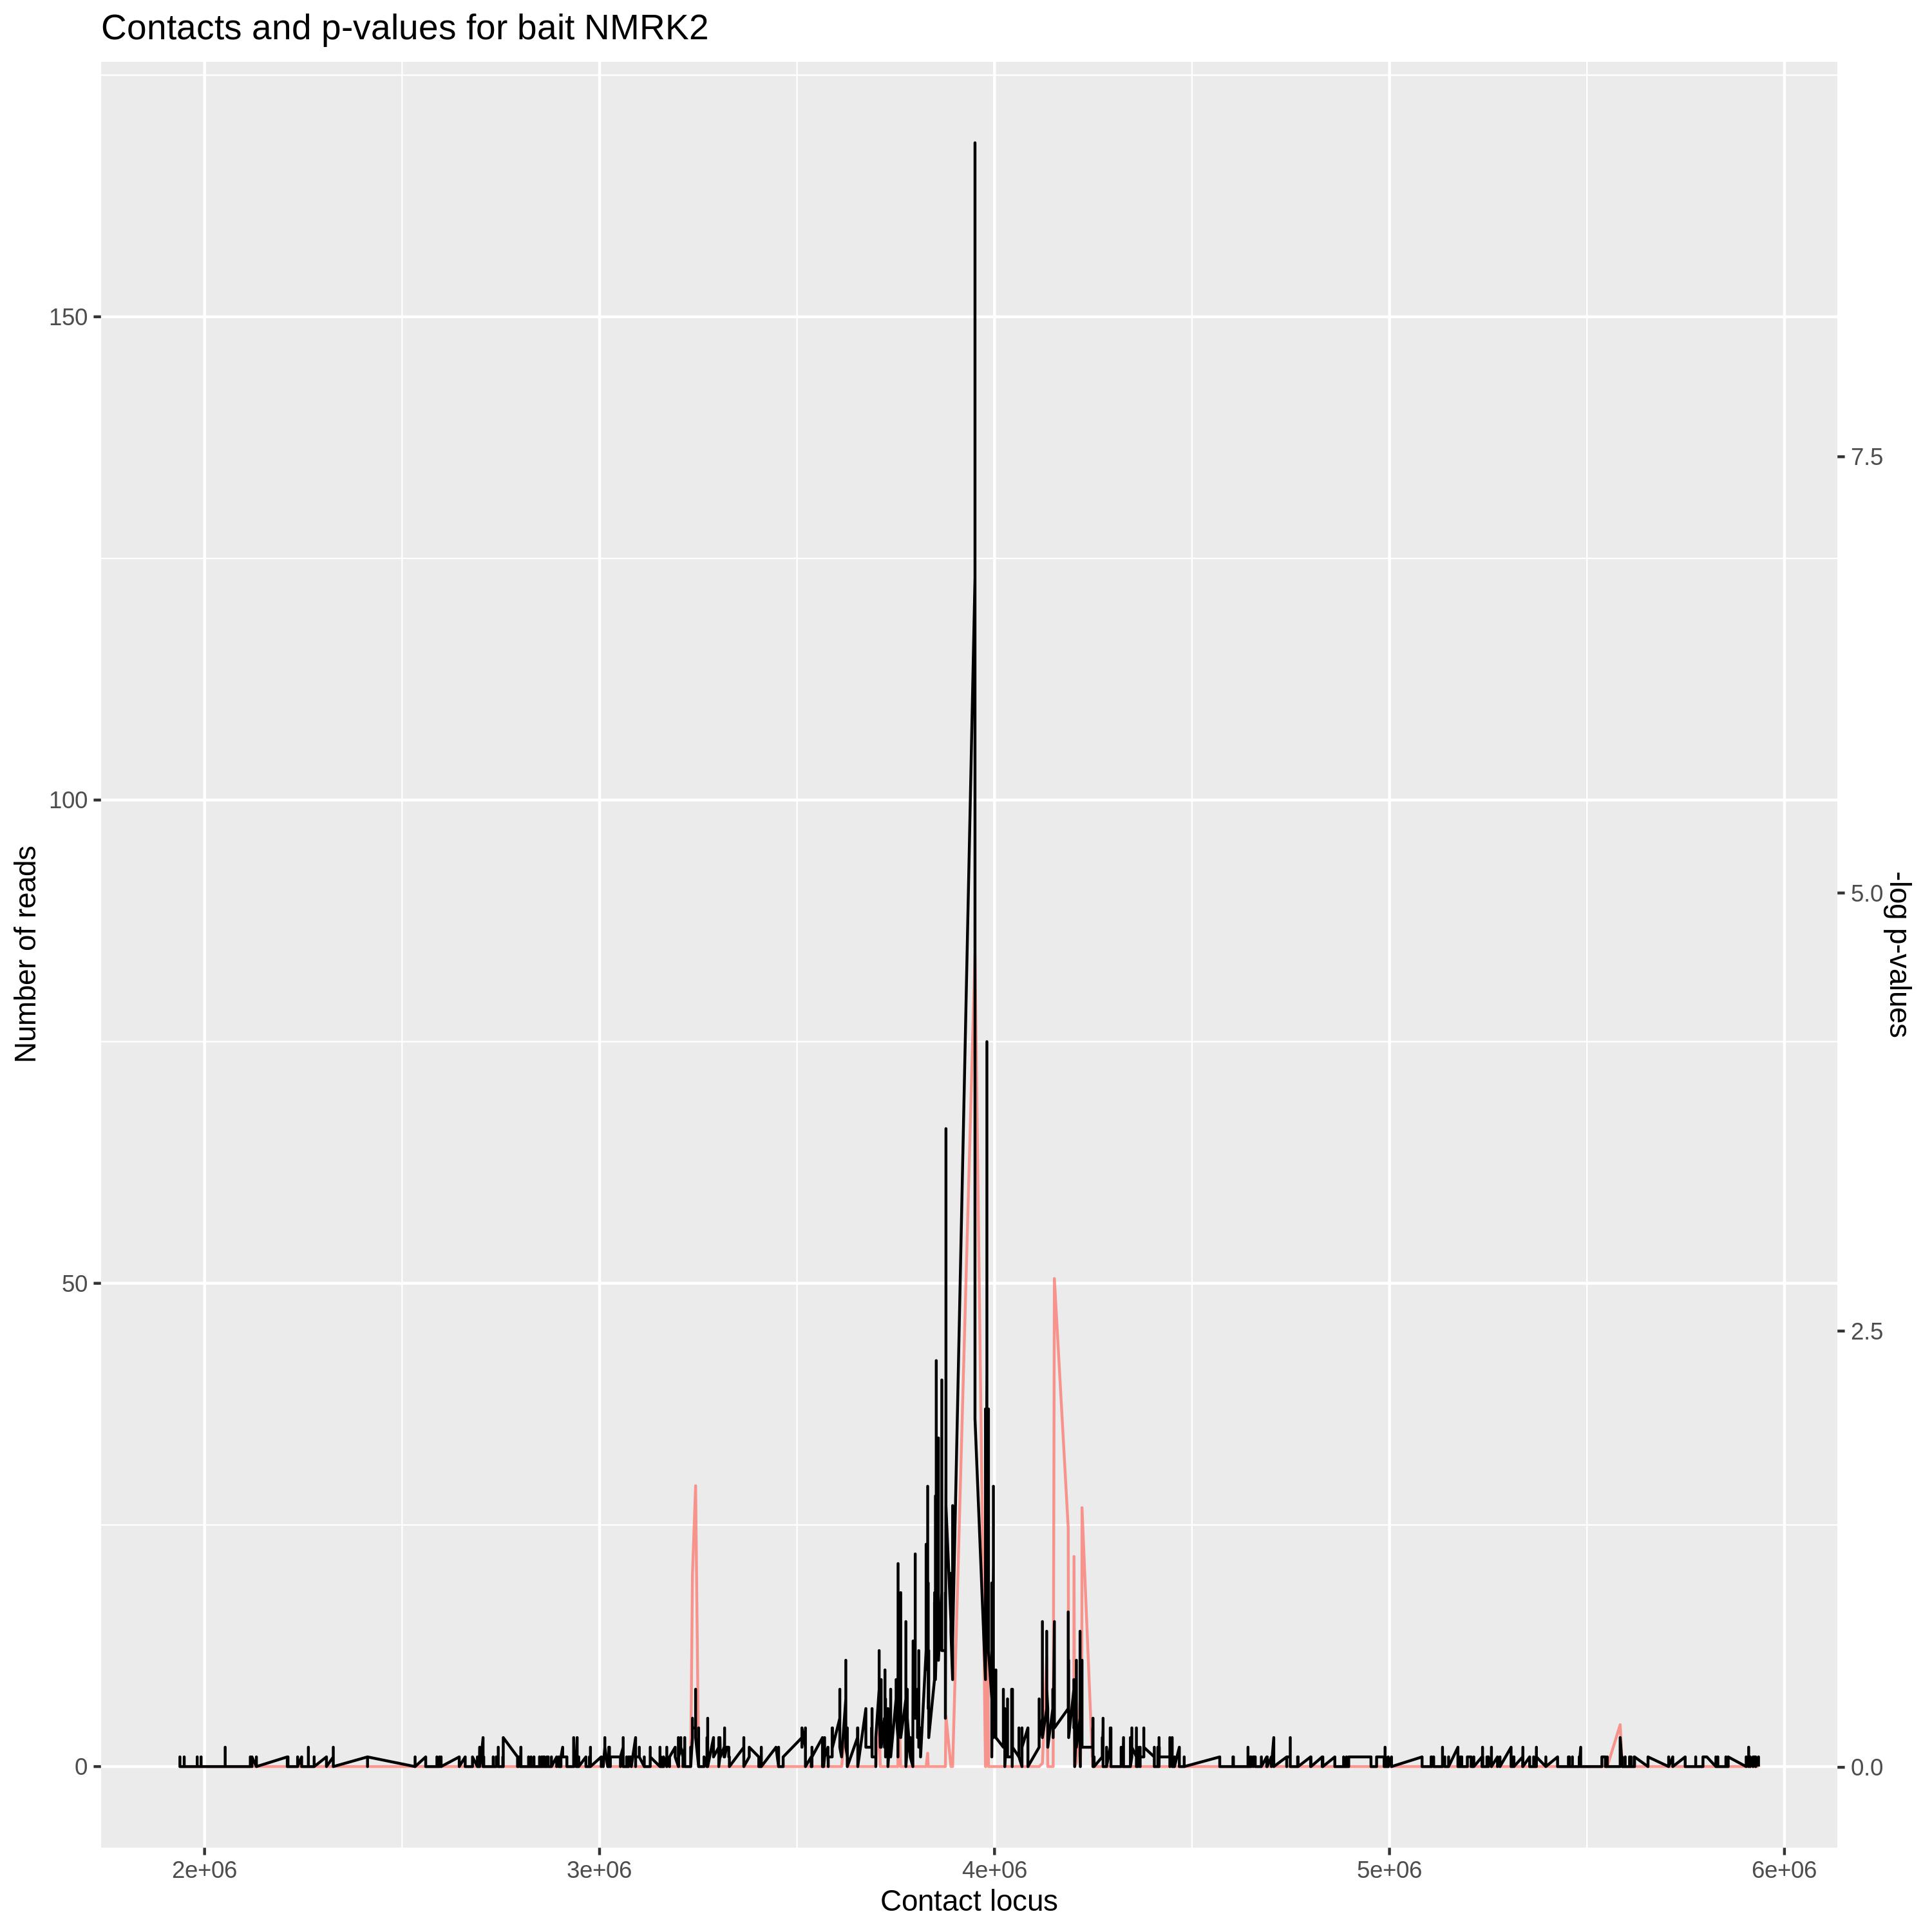 Contacts and p-values for bait NMRK2
150
100
50
0
Number of reads
7.5
5.0
2.5
0.0
-log p-values
2e+06
3e+06
4e+06
5e+06
6e+06
Contact locus